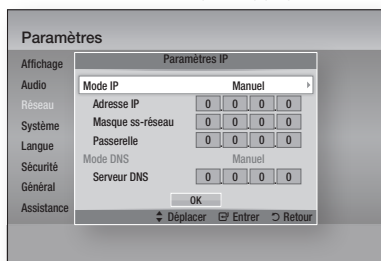 Paramètres
Affichage
Audio
Réseau
Système
Langue
Sécurité
Général
Assistance
Paramètres IP
Mode IP Manuel
Adresse IP 0 . 0 . 0 . 0
Masque ss-réseau 0 . 0 . 0 . 0
Passerelle 0 . 0 . 0 . 0
Mode DNS Manuel
Serveur DNS 0 . 0 . 0 . 0
OK
Déplacer Entrer Retour